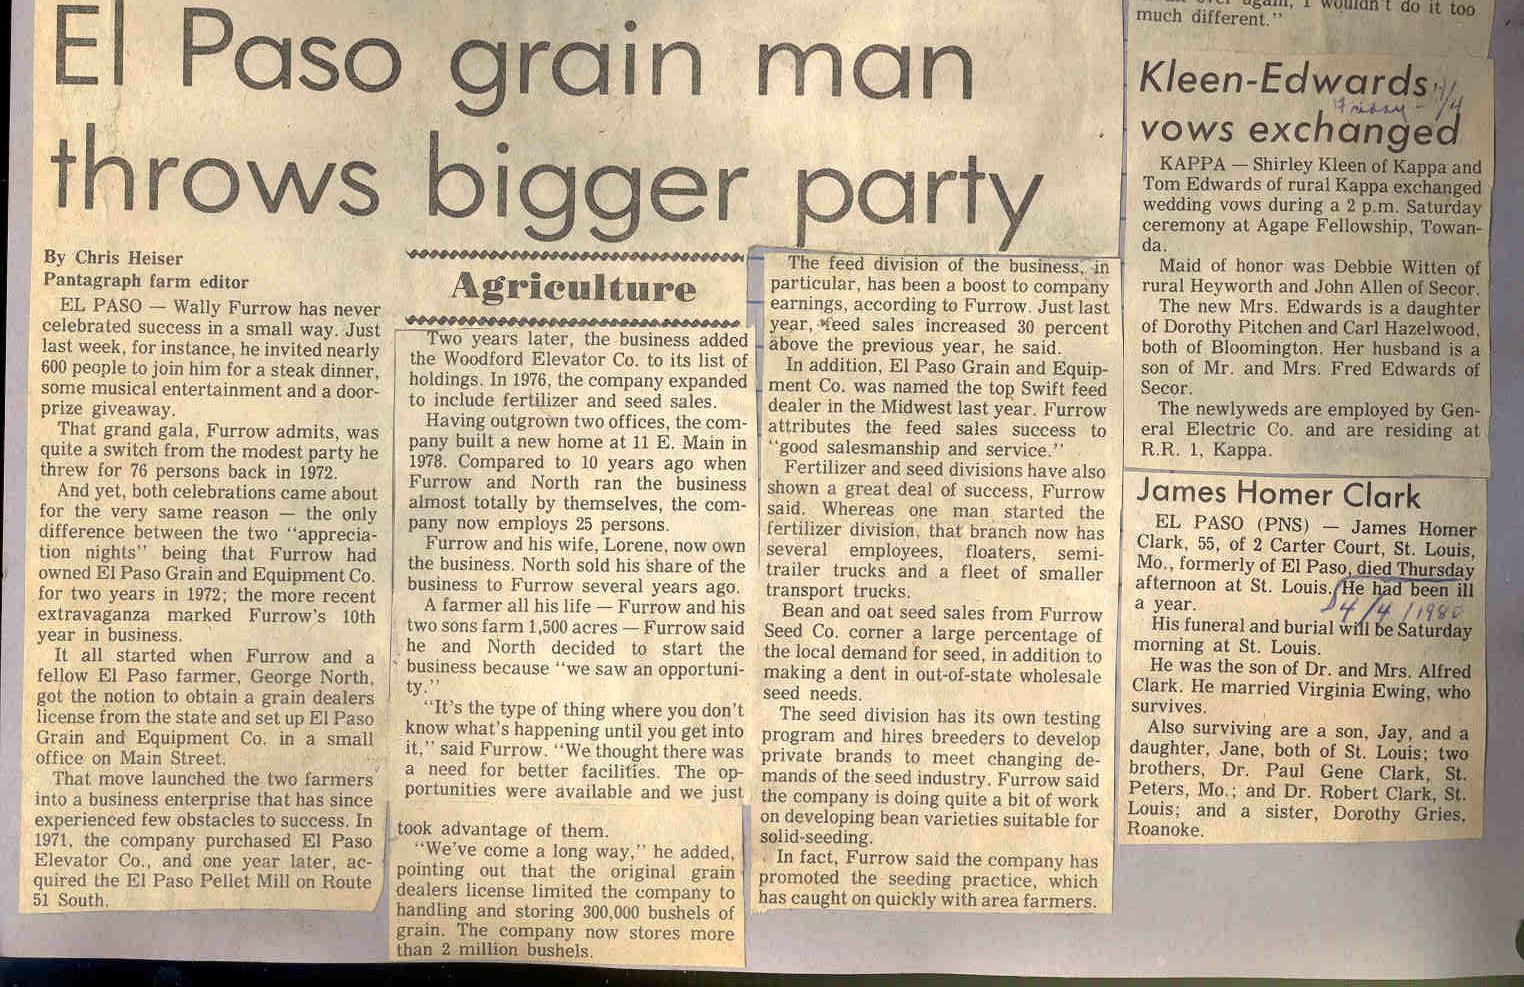 El Paso grain man
throws bigger party
By Chris Heiser
Pantagraph farm editor
EL PASO — Wally Furrow has never
celebrated success in a small way. Just
last week, for instance, he invited nearly
600 people to join him for a steak dinner,
some musical entertainment and a door-
prize giveaway.
That grand gala, Furrow admits, was
quite a switch from the modest party he
threw for 76 persons back in 1972.
And yet, both celebrations came about
for the very same reason — the only
difference between the two "apprecia-
tion nights" being that Furrow had
owned El Paso Grain and Equipment Co.
for two years in 1972; the more recent
extravaganza marked Furrow's 10th
year in business.
It all started when Furrow and a
fellow El Paso farmer, George North,
got the notion to obtain a grain dealers
license from the state and set up El Paso
Grain and Equipment Co. in a small
office on Main Street.
That move launched the two farmers
into a business enterprise that has since
experienced few obstacles to success. In
1971, the company purchased El Paso
Elevator Co., and one year later, ac-
quired the El Paso Pellet Mill on Route
51 South.
Agriculture
Two years later, the business added
the Woodford Elevator Co. to its list of
holdings. In 1976, the company expanded
to include fertilizer and seed sales.
Having outgrown two offices, the com-
pany built a new home at 11 E. Main in
1978. Compared to 10 years ago when
Furrow and North ran the business
almost totally by themselves, the com-
pany now employs 25 persons.
Furrow and his wife, Lorene, now own
the business. North sold his share of the
business to Furrow several years ago.
A farmer all his life — Furrow and his
two sons farm 1,500 acres — Furrow said
he and North decided to start the
business because "we saw an opportuni-
ty."
"It's the type of thing where you don't
know what's happening until you get into
it," said Furrow. "We thought there was
a need for better facilities. The op-
portunities were available and we just
took advantage of them.
"We've come a long way," he added,
pointing out that the original grain
dealers license limited the company to
handling and storing 300,000 bushels of
grain. The company now stores more
than 2 million bushels.
The feed division of the business, in
particular, has been a boost to company
earnings, according to Furrow. Just last
year, feed sales increased 30 percent
above the previous year, he said.
In addition, El Paso Grain and Equip-
ment Co. was named the top Swift feed
dealer in the Midwest last year. Furrow
attributes the feed sales success to
"good salesmanship and service."
Fertilizer and seed divisions have also
shown a great deal of success, Furrow
said. Whereas one man started the
fertilizer division, that branch now has
several employees, floaters, semi-
trailer trucks and a fleet of smaller
transport trucks.
Bean and oat seed sales from Furrow
Seed Co. corner a large percentage of
the local demand for seed, in addition to
making a dent in out-of-state wholesale
seed needs.
The seed division has its own testing
program and hires breeders to develop
private brands to meet changing de-
mands of the seed industry. Furrow said
the company is doing quite a bit of work
on developing bean varieties suitable for
solid-seeding.
In fact, Furrow said the company has
promoted the seeding practice, which
has caught on quickly with area farmers.
over again, I wouldn't do it too
much different."
Kleen-Edwards
Friday - 1/4
vows exchanged
KAPPA — Shirley Kleen of Kappa and
Tom Edwards of rural Kappa exchanged
wedding vows during a 2 p.m. Saturday
ceremony at Agape Fellowship, Towan-
da.
Maid of honor was Debbie Witten of
rural Heyworth and John Allen of Secor.
The new Mrs. Edwards is a daughter
of Dorothy Pitchen and Carl Hazelwood,
both of Bloomington. Her husband is a
son of Mr. and Mrs. Fred Edwards of
Secor.
The newlyweds are employed by Gen-
eral Electric Co. and are residing at
R.R. 1, Kappa.
James Homer Clark
EL PASO (PNS) — James Homer
Clark, 55, of 2 Carter Court, St. Louis,
Mo., formerly of El Paso, died Thursday
afternoon at St. Louis. He had been ill
a year.
4/4/1980
His funeral and burial will be Saturday
morning at St. Louis.
He was the son of Dr. and Mrs. Alfred
Clark. He married Virginia Ewing, who
survives.
Also surviving are a son, Jay, and a
daughter, Jane, both of St. Louis; two
brothers, Dr. Paul Gene Clark, St.
Peters, Mo.; and Dr. Robert Clark, St.
Louis; and a sister, Dorothy Gries,
Roanoke.